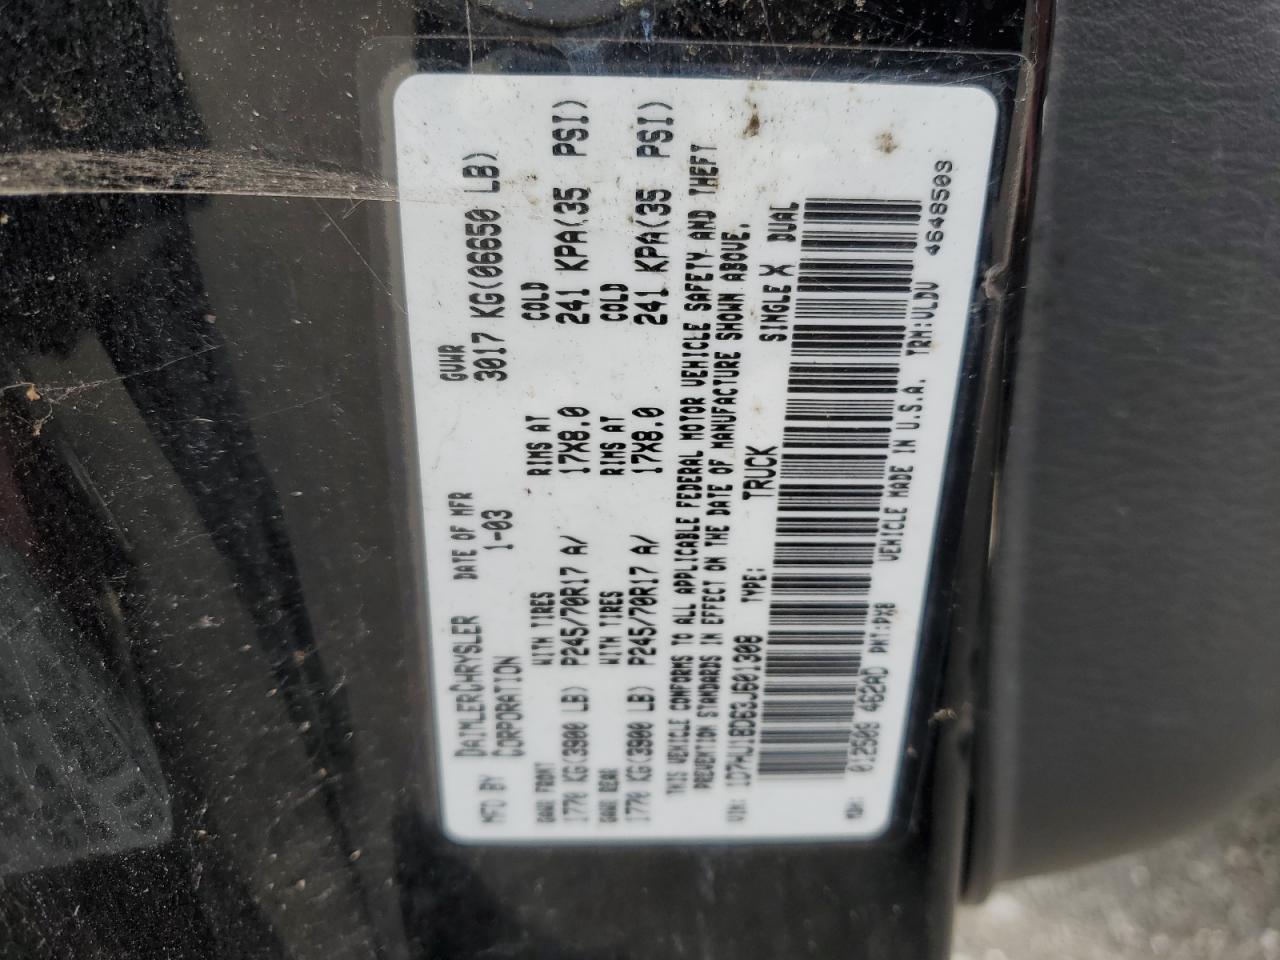 MFD BY DAIMLERCHRYSLER CORPORATION DATE OF MFR 1-03 GVWR 3017 KG(06650 LB)
GAWR FRONT WITH TIRES RIMS AT COLD
1770 KG(3900 LB) P245/70R17 A/ 17X8.0 241 KPA(35 PSI)
GAWR REAR WITH TIRES RIMS AT COLD
1770 KG(3900 LB) P245/70R17 A/ 17X8.0 241 KPA(35 PSI)
THIS VEHICLE CONFORMS TO ALL APPLICABLE FEDERAL MOTOR VEHICLE SAFETY AND THEFT
PREVENTION STANDARDS IN EFFECT ON THE DATE OF MANUFACTURE SHOWN ABOVE.
VIN: 1D7HU18D63J601308 TYPE: TRUCK SINGLE X DUAL
MDH: 012508 462AD PNT:PX8 VEHICLE MADE IN U.S.A. TRM:VLDV 4648509